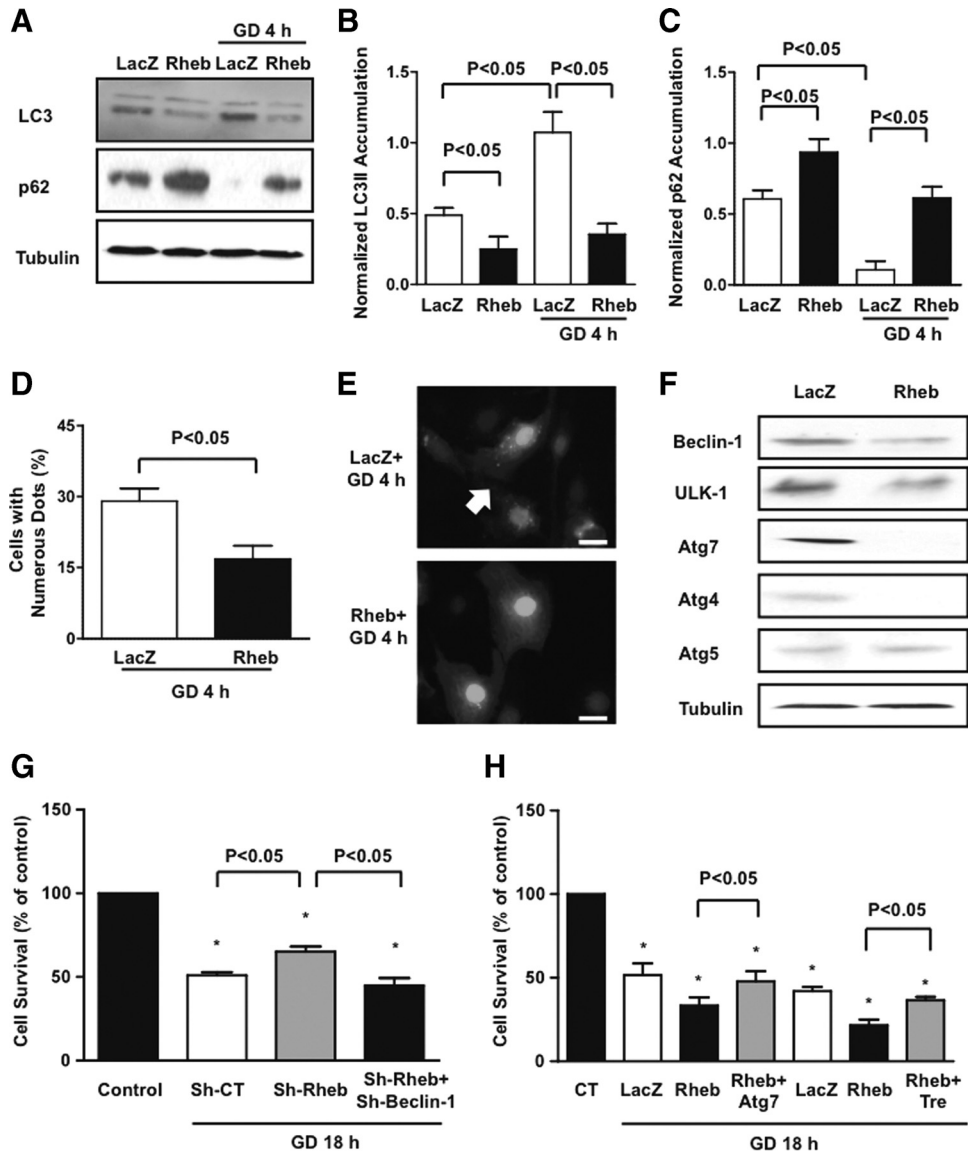 A
GD 4 h
LacZ Rheb LacZ Rheb
LC3
p62
Tubulin
B
Normalized LC3II Accumulation
1.5
1.0
0.5
0.0
P<0.05
P<0.05
P<0.05
LacZ Rheb LacZ Rheb
GD 4 h
C
Normalized p62 Accumulation
1.5
1.0
0.5
0.0
P<0.05
P<0.05
P<0.05
LacZ Rheb LacZ Rheb
GD 4 h
D
Cells with
Numerous Dots (%)
45
30
15
0
P<0.05
LacZ Rheb
GD 4 h
E
LacZ+
GD 4 h
Rheb+
GD 4 h
F
LacZ Rheb
Beclin-1
ULK-1
Atg7
Atg4
Atg5
Tubulin
G
Cell Survival (% of control)
150
100
50
0
P<0.05
P<0.05
* * *
Control Sh-CT Sh-Rheb Sh-Rheb+
Sh-Beclin-1
GD 18 h
H
Cell Survival (% of control)
150
100
50
0
P<0.05
P<0.05
* * * * * *
CT LacZ Rheb Rheb+ LacZ Rheb Rheb+
Atg7 Tre
GD 18 h